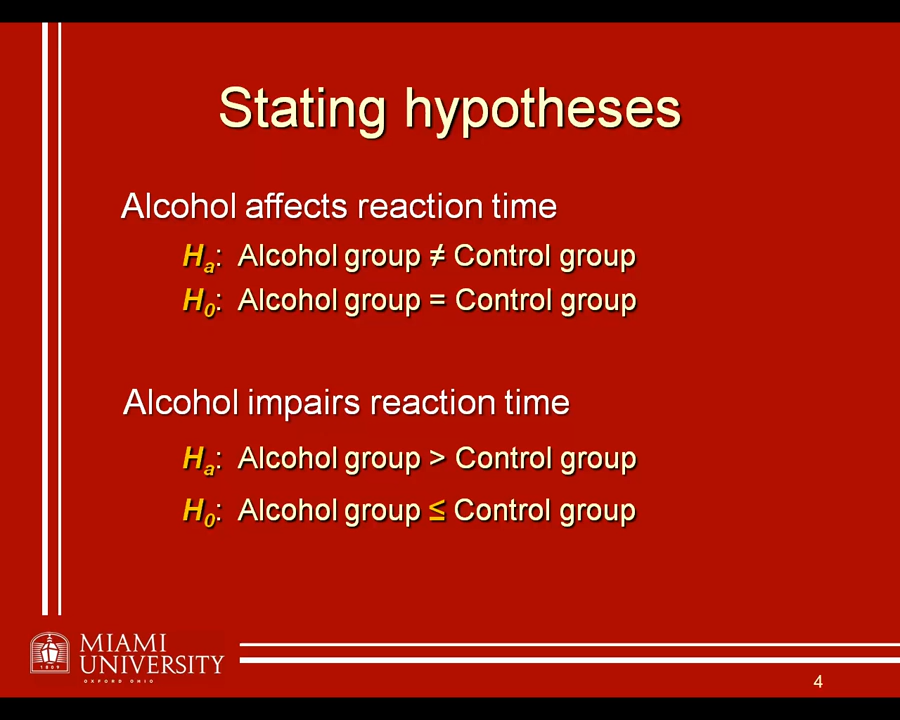 Stating hypotheses
Alcohol affects reaction time
Ha: Alcohol group ≠ Control group
H0: Alcohol group = Control group
Alcohol impairs reaction time
Ha: Alcohol group > Control group
H0: Alcohol group ≤ Control group
1809
MIAMI
UNIVERSITY
OXFORD OHIO
4